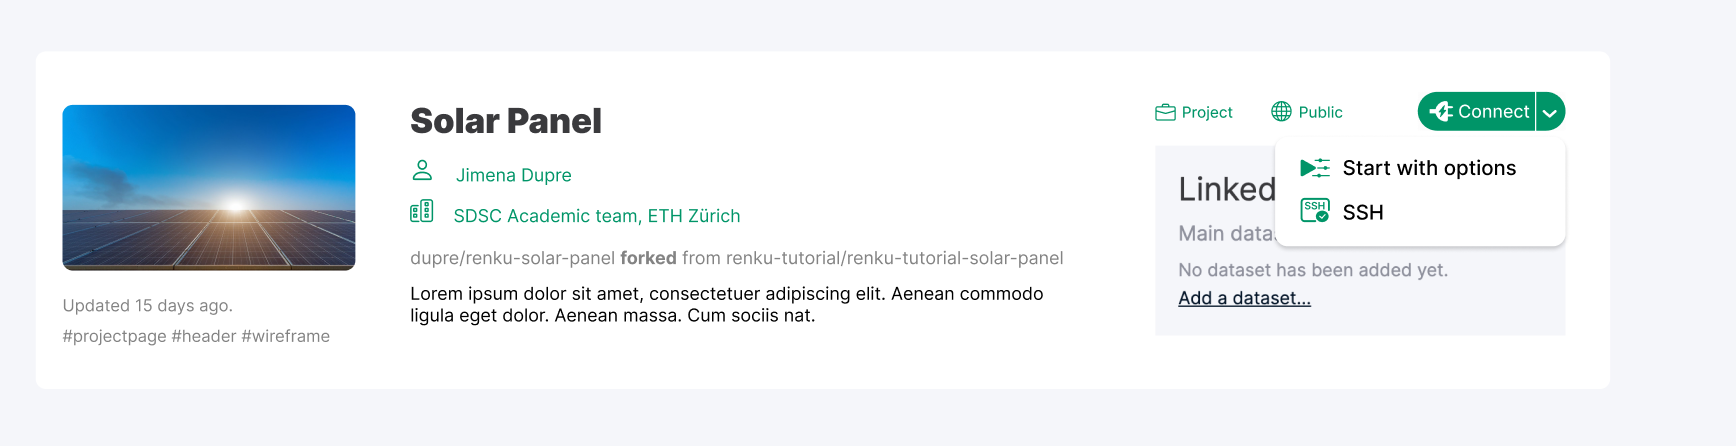 Solar Panel
Jimena Dupre
SDSC Academic team, ETH Zürich
dupre/renku-solar-panel forked from renku-tutorial/renku-tutorial-solar-panel
Lorem ipsum dolor sit amet, consectetuer adipiscing elit. Aenean commodo
ligula eget dolor. Aenean massa. Cum sociis nat.
Updated 15 days ago.
#projectpage #header #wireframe
Project
Public
Connect
Start with options
SSH
SSH
Linked
Main data
No dataset has been added yet.
Add a dataset...